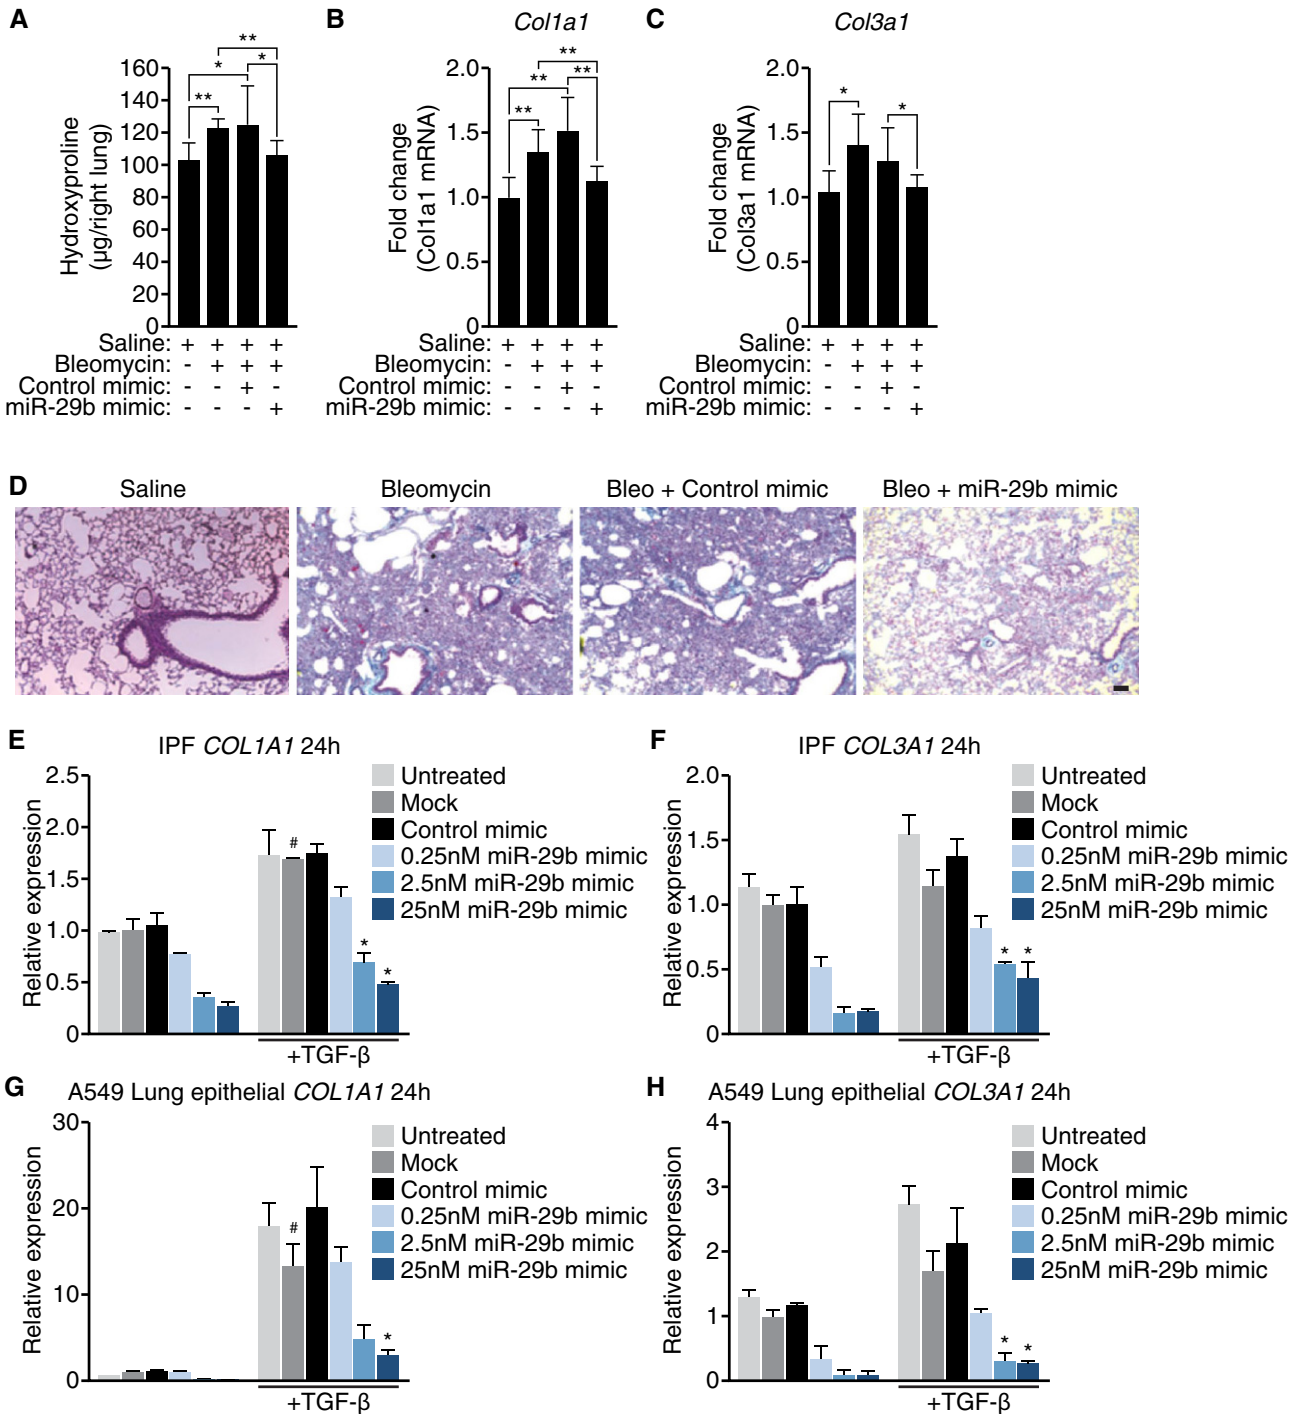 A
Hydroxyproline
(µg/right lung)
160
140
120
100
80
60
40
20
0
**
*
*
**
Saline: + + + +
Bleomycin: - + + +
Control mimic: - - + -
miR-29b mimic: - - - +
B
Col1a1
Fold change
(Col1a1 mRNA)
2.0
1.5
1.0
0.5
0
**
**
**
**
Saline: + + + +
Bleomycin: - + + +
Control mimic: - - + -
miR-29b mimic: - - - +
C
Col3a1
Fold change
(Col3a1 mRNA)
2.0
1.5
1.0
0.5
0
*
*
Saline: + + + +
Bleomycin: - + + +
Control mimic: - - + -
miR-29b mimic: - - - +
D
Saline
Bleomycin
Bleo + Control mimic
Bleo + miR-29b mimic
E
IPF COL1A1 24h
Relative expression
2.5
2.0
1.5
1.0
0.5
0
#
*
*
+TGF-β
Untreated
Mock
Control mimic
0.25nM miR-29b mimic
2.5nM miR-29b mimic
25nM miR-29b mimic
F
IPF COL3A1 24h
Relative expression
2.0
1.5
1.0
0.5
0
*
*
+TGF-β
Untreated
Mock
Control mimic
0.25nM miR-29b mimic
2.5nM miR-29b mimic
25nM miR-29b mimic
G
A549 Lung epithelial COL1A1 24h
Relative expression
30
20
10
0
#
*
+TGF-β
Untreated
Mock
Control mimic
0.25nM miR-29b mimic
2.5nM miR-29b mimic
25nM miR-29b mimic
H
A549 Lung epithelial COL3A1 24h
Relative expression
4
3
2
1
0
*
*
+TGF-β
Untreated
Mock
Control mimic
0.25nM miR-29b mimic
2.5nM miR-29b mimic
25nM miR-29b mimic